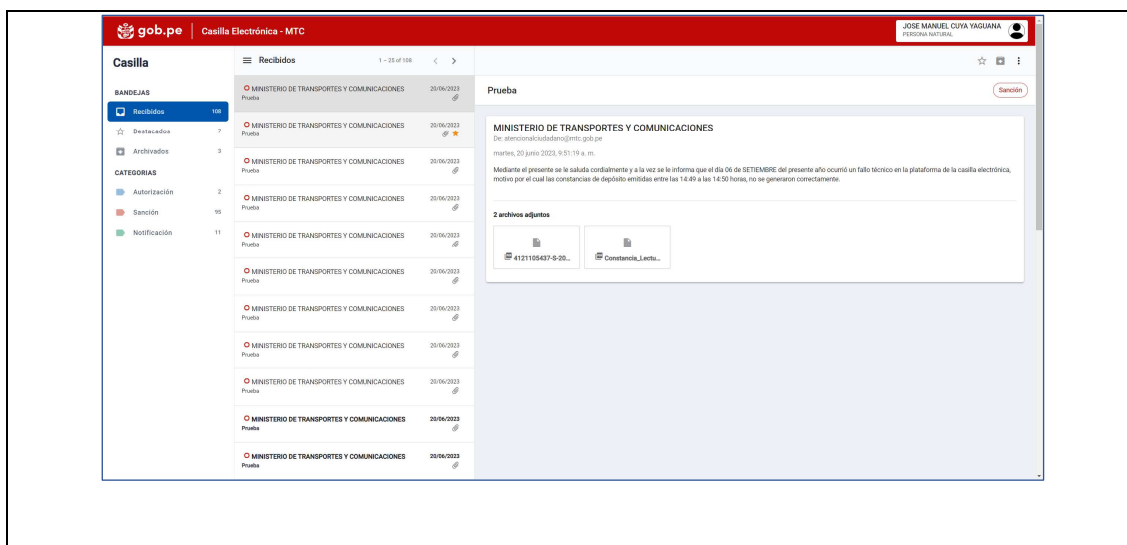 gob.pe
Casilla Electrónica - MTC
JOSE MANUEL CUYA YAGUANA
PERSONA NATURAL
Casilla
BANDEJAS
Recibidos 108
Destacados 7
Archivados 3
CATEGORIAS
Autorización 2
Sanción 95
Notificación 11
Recibidos 1 – 25 of 108
MINISTERIO DE TRANSPORTES Y COMUNICACIONES 20/06/2023
Prueba
MINISTERIO DE TRANSPORTES Y COMUNICACIONES 20/06/2023
Prueba
MINISTERIO DE TRANSPORTES Y COMUNICACIONES 20/06/2023
Prueba
MINISTERIO DE TRANSPORTES Y COMUNICACIONES 20/06/2023
Prueba
MINISTERIO DE TRANSPORTES Y COMUNICACIONES 20/06/2023
Prueba
MINISTERIO DE TRANSPORTES Y COMUNICACIONES 20/06/2023
Prueba
MINISTERIO DE TRANSPORTES Y COMUNICACIONES 20/06/2023
Prueba
MINISTERIO DE TRANSPORTES Y COMUNICACIONES 20/06/2023
Prueba
MINISTERIO DE TRANSPORTES Y COMUNICACIONES 20/06/2023
Prueba
MINISTERIO DE TRANSPORTES Y COMUNICACIONES 20/06/2023
Prueba
MINISTERIO DE TRANSPORTES Y COMUNICACIONES 20/06/2023
Prueba
Prueba
Sanción
MINISTERIO DE TRANSPORTES Y COMUNICACIONES
De: atencionalciudadano@mtc.gob.pe
martes, 20 junio 2023, 9:51:19 a. m.
Mediante el presente se le saluda cordialmente y a la vez se le informa que el día 06 de SETIEMBRE del presente año ocurrió un fallo técnico en la plataforma de la casilla electrónica,
motivo por el cual las constancias de depósito emitidas entre las 14:49 a las 14:50 horas, no se generaron correctamente.
2 archivos adjuntos
4121105437-S-20...
Constancia_Lectu...